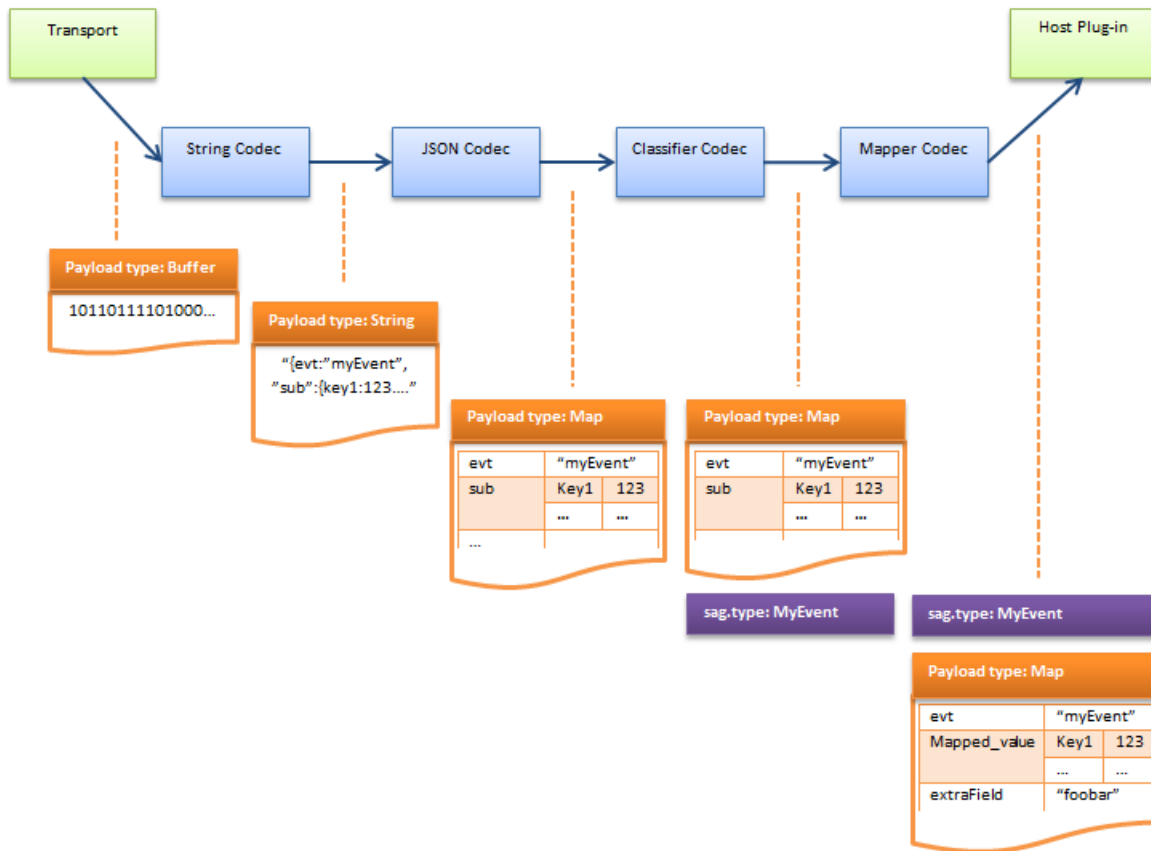 Transport
Host Plug-in
String Codec
JSON Codec
Classifier Codec
Mapper Codec
Payload type: Buffer
10110111101000...
Payload type: String
“{evt:”myEvent”,
”sub”:{key1:123....”
Payload type: Map
evt “myEvent”
sub Key1 123
... ...
...
Payload type: Map
evt “myEvent”
sub Key1 123
... ...
sag.type: MyEvent
sag.type: MyEvent
Payload type: Map
evt “myEvent”
Mapped_value Key1 123
... ...
extraField “foobar”